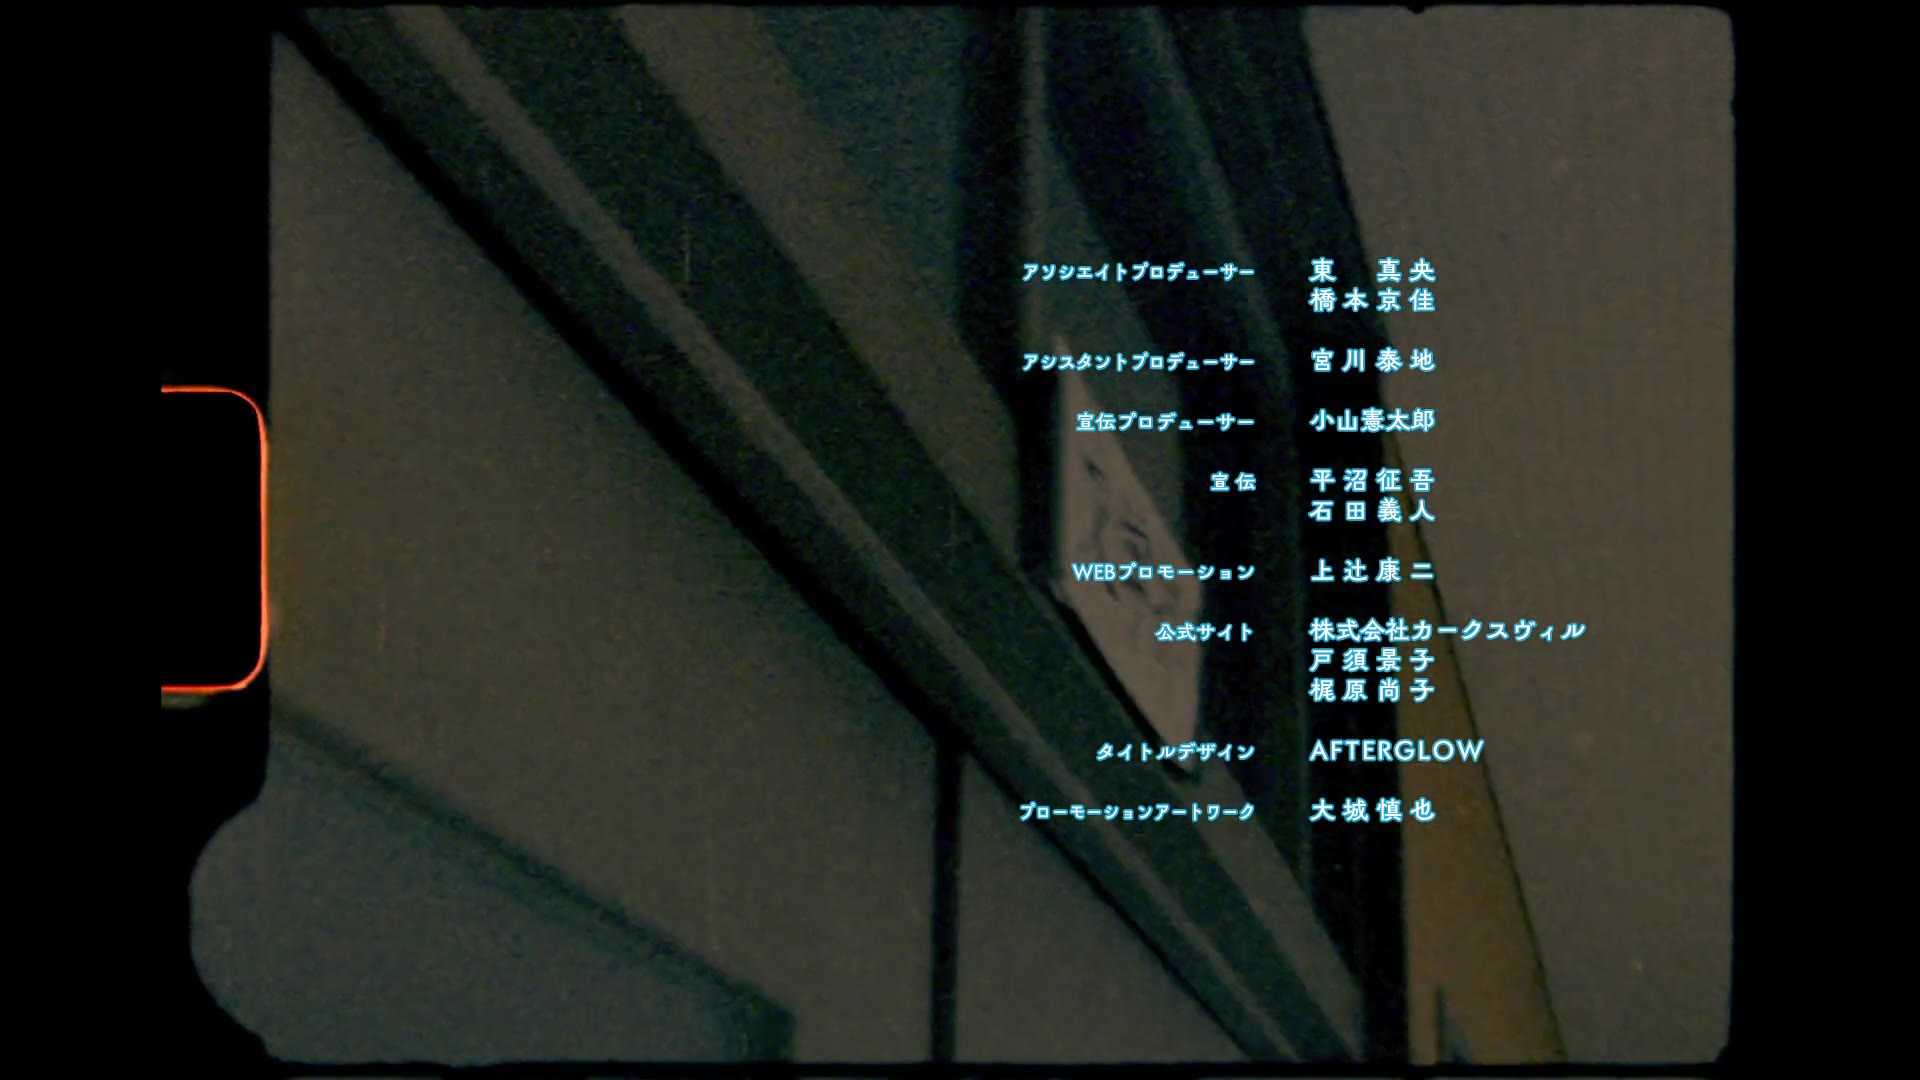 アソシエイトプロデューサー 東 真央
橋本京佳
アシスタントプロデューサー 宮川泰地
宣伝プロデューサー 小山憲太郎
宣伝 平沼征吾
石田義人
WEBプロモーション 上辻康二
公式サイト 株式会社カークスヴィル
戸須景子
梶原尚子
タイトルデザイン AFTERGLOW
プローモーションアートワーク 大城慎也